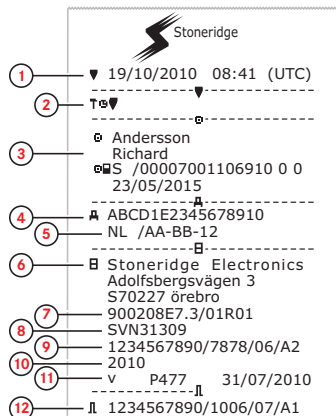 Stoneridge
1 19/10/2010 08:41 (UTC)
2
3 Andersson
Richard
S /00007001106910 0 0
23/05/2015
4 ABCD1E2345678910
5 NL /AA-BB-12
6 Stoneridge Electronics
Adolfsbergsvägen 3
S70227 örebro
7 900208E7.3/01R01
8 SVN31309
9 1234567890/7878/06/A2
10 2010
11 v P477 31/07/2010
12 1234567890/1006/07/A1